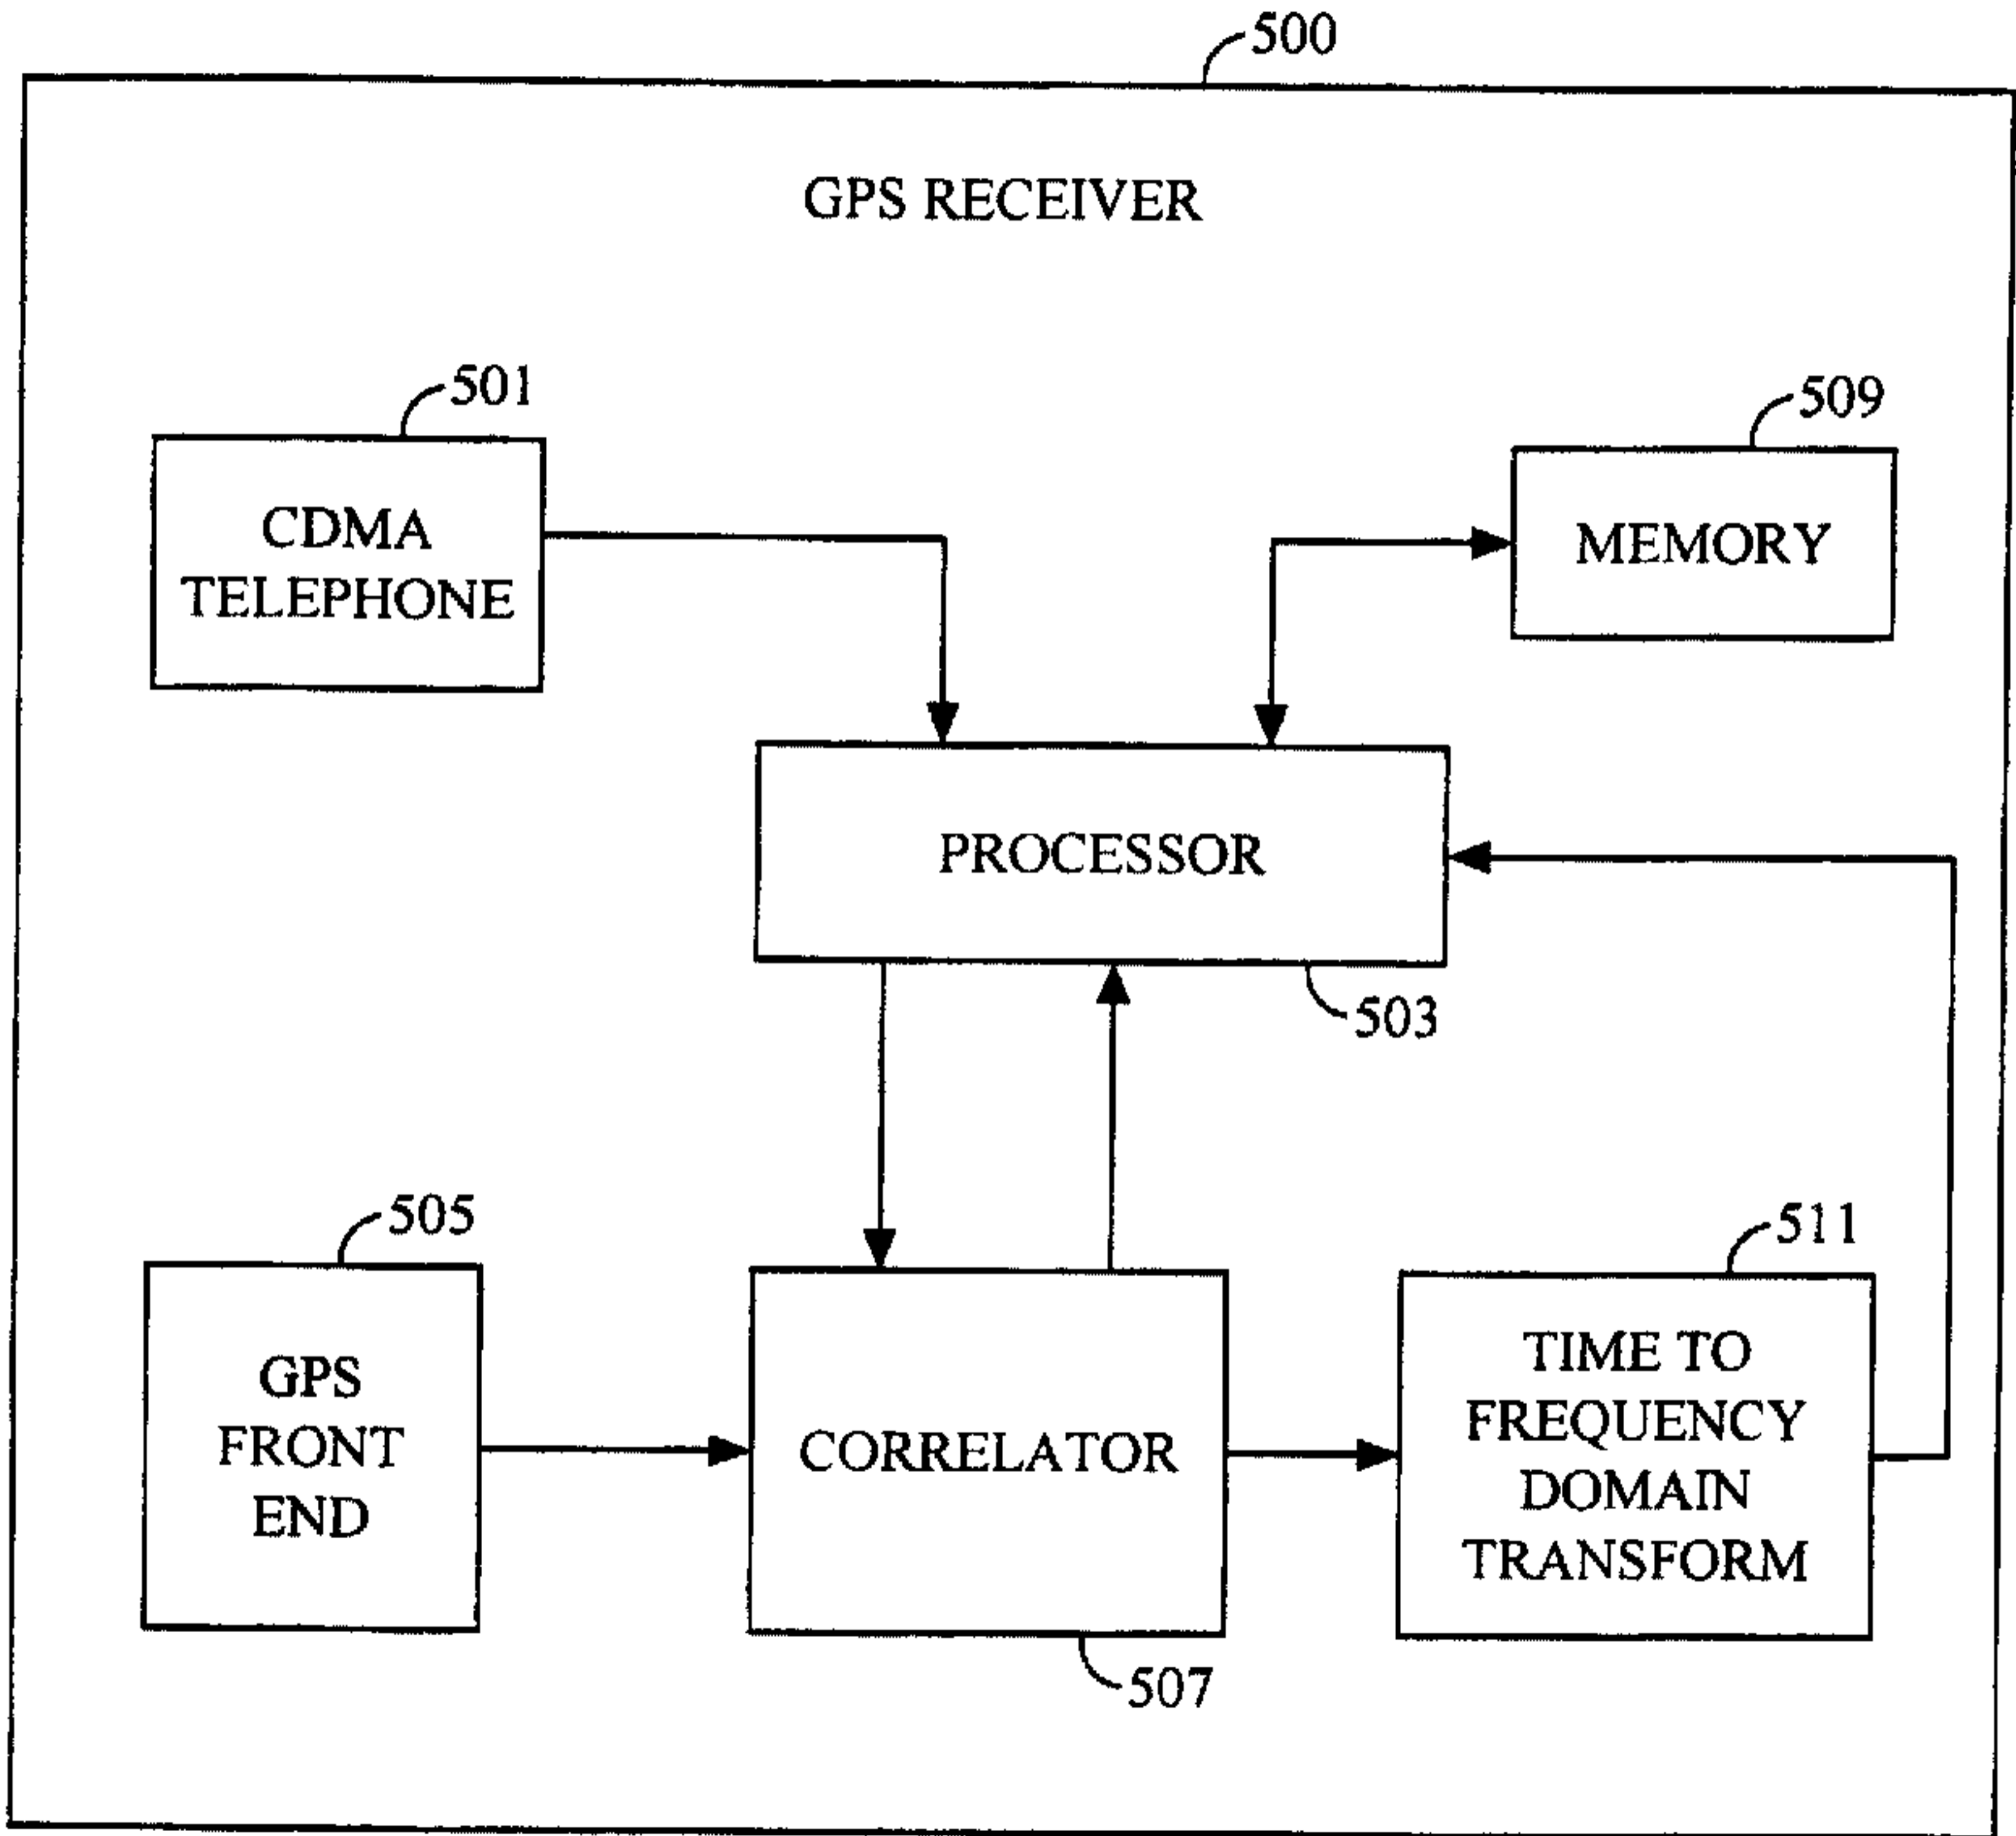 500
GPS RECEIVER
501
CDMA
TELEPHONE
509
MEMORY
PROCESSOR
503
505
GPS
FRONT
END
CORRELATOR
507
511
TIME TO
FREQUENCY
DOMAIN
TRANSFORM